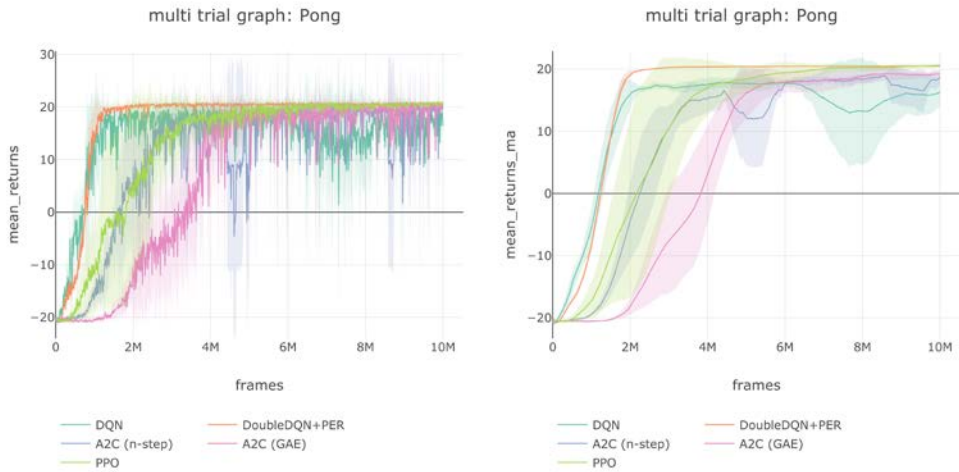 multi trial graph: Pong
mean_returns
30
20
10
0
−10
−20
0 2M 4M 6M 8M 10M
frames
DQN DoubleDQN+PER
A2C (n-step) A2C (GAE)
PPO
multi trial graph: Pong
mean_returns_ma
20
10
0
−10
−20
0 2M 4M 6M 8M 10M
frames
DQN DoubleDQN+PER
A2C (n-step) A2C (GAE)
PPO